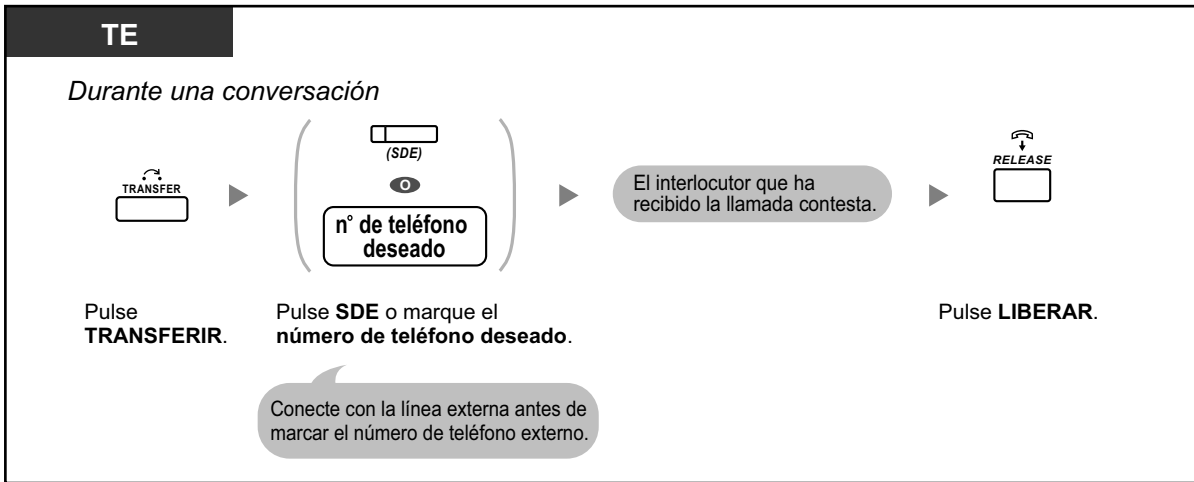 TE
Durante una conversación
TRANSFER
(SDE)
O
n° de teléfono
deseado
El interlocutor que ha
recibido la llamada contesta.
RELEASE
Pulse
TRANSFERIR.
Pulse SDE o marque el
número de teléfono deseado.
Pulse LIBERAR.
Conecte con la línea externa antes de
marcar el número de teléfono externo.